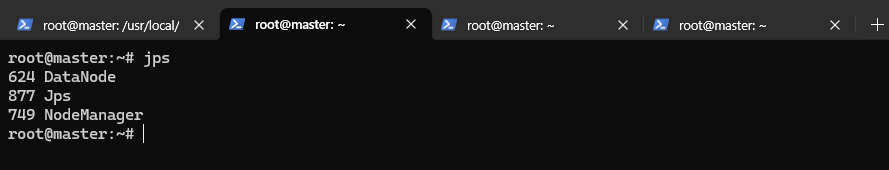 root@master: /usr/local/
root@master: ~
root@master: ~
root@master: ~
root@master:~# jps
624 DataNode
877 Jps
749 NodeManager
root@master:~#